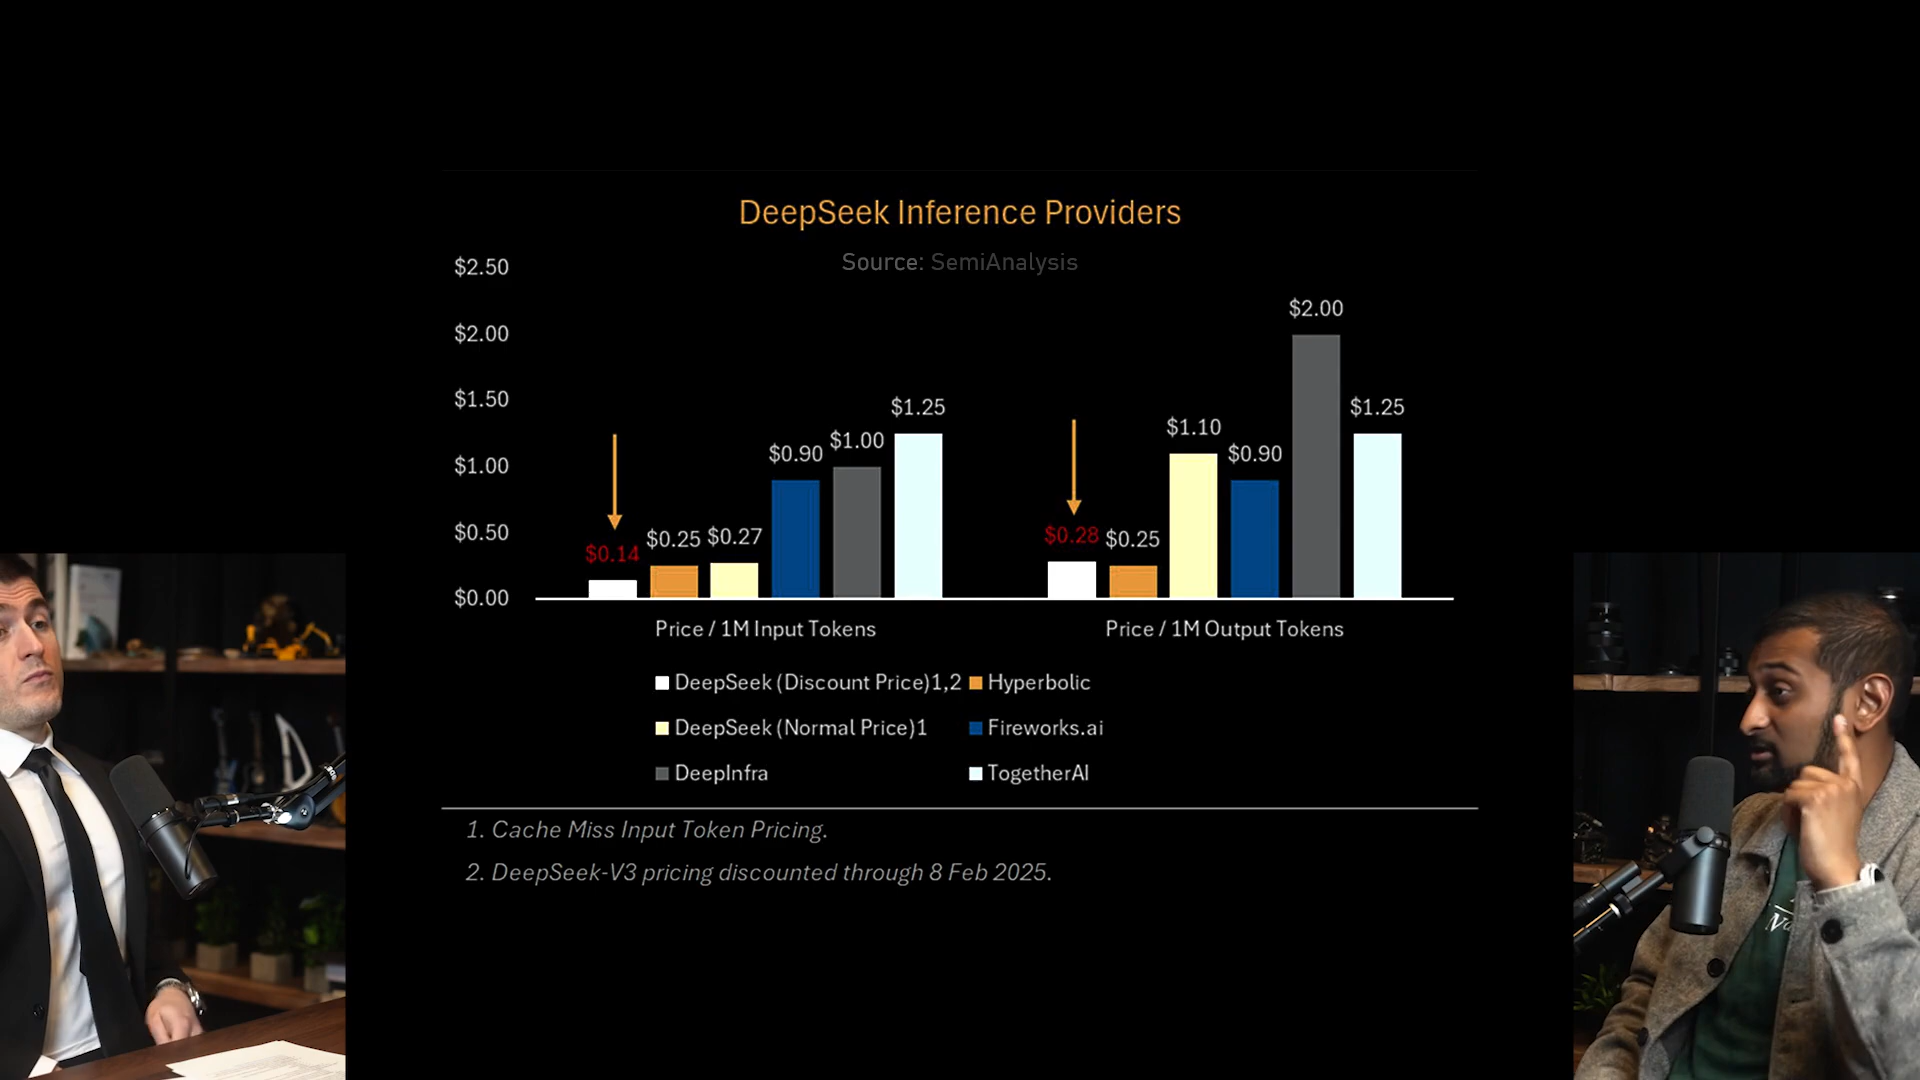 DeepSeek Inference Providers
Source: SemiAnalysis
$2.50
$2.00
$1.50
$1.00
$0.50
$0.00
$0.14
$0.25
$0.27
$0.90
$1.00
$1.25
$0.28
$0.25
$1.10
$0.90
$2.00
$1.25
Price / 1M Input Tokens
Price / 1M Output Tokens
DeepSeek (Discount Price)1,2
Hyperbolic
DeepSeek (Normal Price)1
Fireworks.ai
DeepInfra
TogetherAI
1. Cache Miss Input Token Pricing.
2. DeepSeek-V3 pricing discounted through 8 Feb 2025.